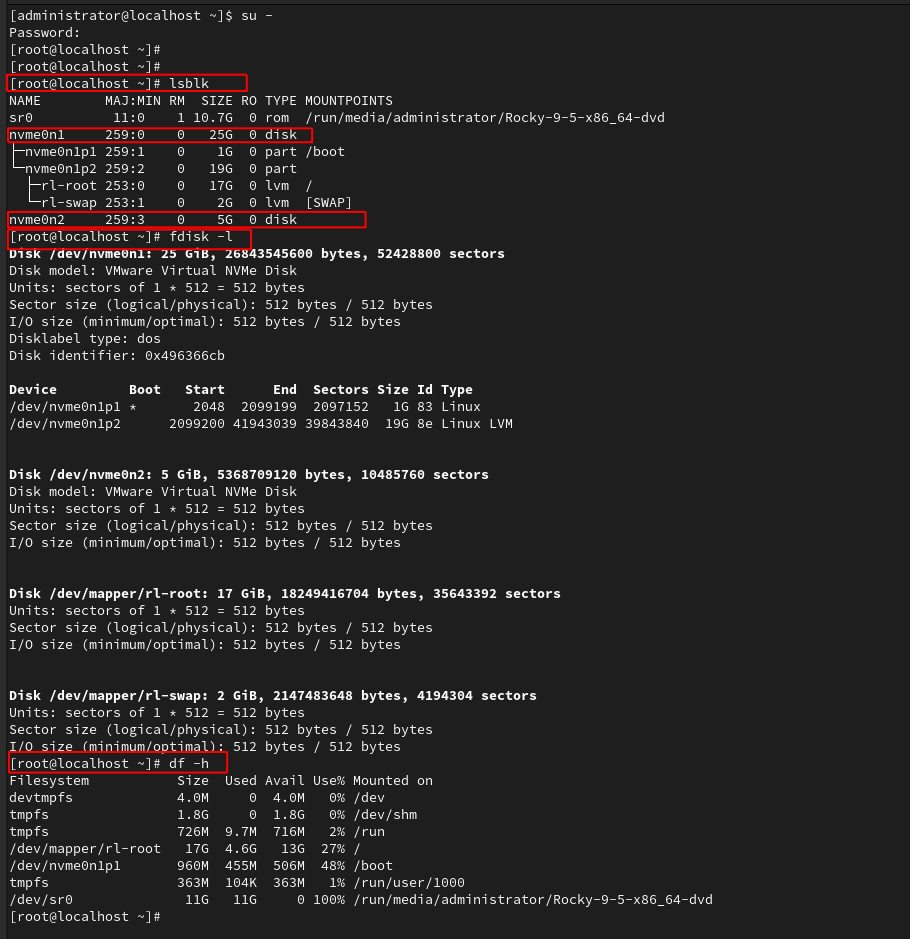 [administrator@localhost ~]$ su -
Password:
[root@localhost ~]#
[root@localhost ~]#
[root@localhost ~]# lsblk
NAME        MAJ:MIN RM  SIZE RO TYPE MOUNTPOINTS
sr0          11:0    1 10.7G  0 rom  /run/media/administrator/Rocky-9-5-x86_64-dvd
nvme0n1     259:0    0   25G  0 disk
├─nvme0n1p1 259:1    0    1G  0 part /boot
└─nvme0n1p2 259:2    0   19G  0 part
  ├─rl-root 253:0    0   17G  0 lvm  /
  └─rl-swap 253:1    0    2G  0 lvm  [SWAP]
nvme0n2     259:3    0    5G  0 disk
[root@localhost ~]# fdisk -l
Disk /dev/nvme0n1: 25 GiB, 26843545600 bytes, 52428800 sectors
Disk model: VMware Virtual NVMe Disk
Units: sectors of 1 * 512 = 512 bytes
Sector size (logical/physical): 512 bytes / 512 bytes
I/O size (minimum/optimal): 512 bytes / 512 bytes
Disklabel type: dos
Disk identifier: 0x496366cb
Device         Boot   Start      End  Sectors Size Id Type
/dev/nvme0n1p1 *       2048  2099199  2097152   1G 83 Linux
/dev/nvme0n1p2      2099200 41943039 39843840  19G 8e Linux LVM
Disk /dev/nvme0n2: 5 GiB, 5368709120 bytes, 10485760 sectors
Disk model: VMware Virtual NVMe Disk
Units: sectors of 1 * 512 = 512 bytes
Sector size (logical/physical): 512 bytes / 512 bytes
I/O size (minimum/optimal): 512 bytes / 512 bytes
Disk /dev/mapper/rl-root: 17 GiB, 18249416704 bytes, 35643392 sectors
Units: sectors of 1 * 512 = 512 bytes
Sector size (logical/physical): 512 bytes / 512 bytes
I/O size (minimum/optimal): 512 bytes / 512 bytes
Disk /dev/mapper/rl-swap: 2 GiB, 2147483648 bytes, 4194304 sectors
Units: sectors of 1 * 512 = 512 bytes
Sector size (logical/physical): 512 bytes / 512 bytes
I/O size (minimum/optimal): 512 bytes / 512 bytes
[root@localhost ~]# df -h
Filesystem           Size  Used Avail Use% Mounted on
devtmpfs             4.0M     0  4.0M   0% /dev
tmpfs                1.8G     0  1.8G   0% /dev/shm
tmpfs                726M  9.7M  716M   2% /run
/dev/mapper/rl-root   17G  4.6G   13G  27% /
/dev/nvme0n1p1       960M  455M  506M  48% /boot
tmpfs                363M  104K  363M   1% /run/user/1000
/dev/sr0              11G   11G     0 100% /run/media/administrator/Rocky-9-5-x86_64-dvd
[root@localhost ~]#